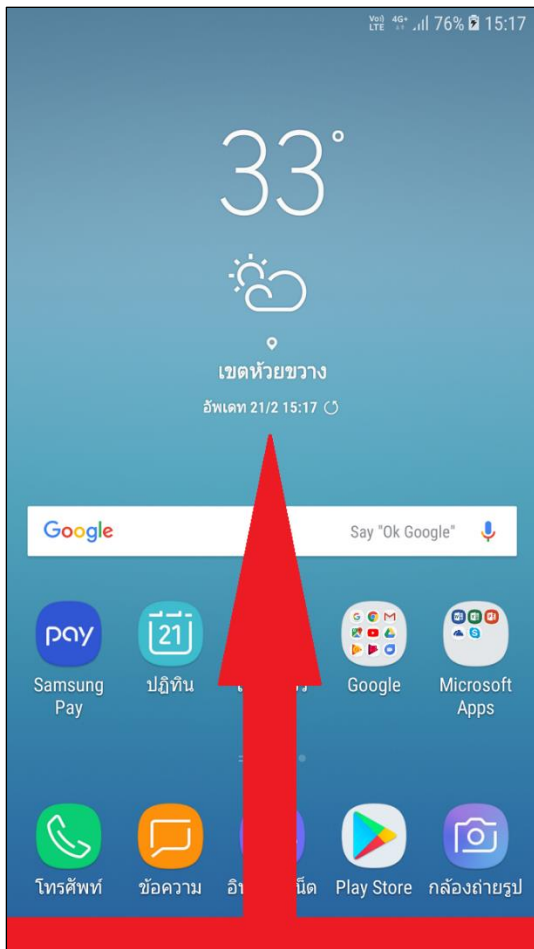 Voi) 4G+ 76% 15:17
LTE
33°
เขตห้วยขวาง
อัพเดท 21/2 15:17
Google Say "Ok Google"
pay 21
Samsung Pay ปฏิทิน Google Microsoft Apps
โทรศัพท์ ข้อความ Play Store กล้องถ่ายรูป